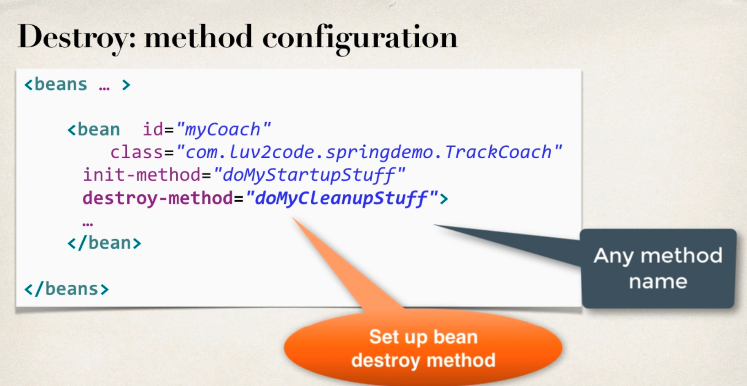 Destroy: method configuration
<beans … >
<bean id="myCoach"
class="com.luv2code.springdemo.TrackCoach"
init-method="doMyStartupStuff"
destroy-method="doMyCleanupStuff">
…
</bean>
</beans>
Any method
name
Set up bean
destroy method